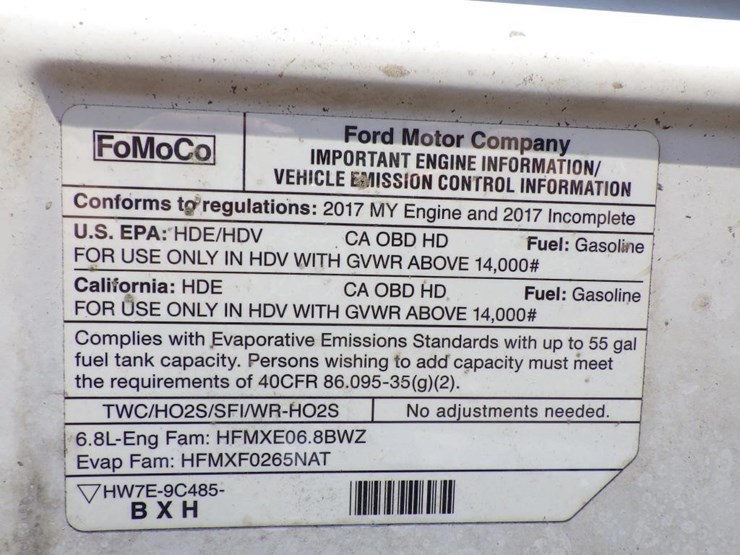 FoMoCo
Ford Motor Company
IMPORTANT ENGINE INFORMATION/
VEHICLE EMISSION CONTROL INFORMATION
Conforms to regulations: 2017 MY Engine and 2017 Incomplete
U.S. EPA: HDE/HDV CA OBD HD Fuel: Gasoline
FOR USE ONLY IN HDV WITH GVWR ABOVE 14,000#
California: HDE CA OBD HD Fuel: Gasoline
FOR USE ONLY IN HDV WITH GVWR ABOVE 14,000#
Complies with Evaporative Emissions Standards with up to 55 gal
fuel tank capacity. Persons wishing to add capacity must meet
the requirements of 40CFR 86.095-35(g)(2).
TWC/HO2S/SFI/WR-HO2S No adjustments needed.
6.8L-Eng Fam: HFMXE06.8BWZ
Evap Fam: HFMXF0265NAT
HW7E-9C485-
B X H